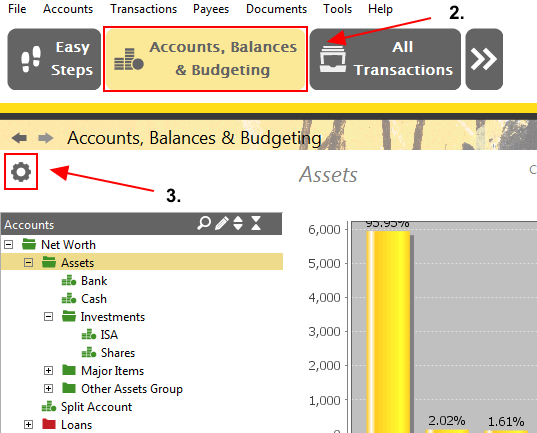 File Accounts Transactions Payees Documents Tools Help
2.
Easy
Steps
Accounts, Balances
& Budgeting
All
Transactions
Accounts, Balances & Budgeting
3.
Assets
C
Accounts
Net Worth
Assets
Bank
Cash
Investments
ISA
Shares
Major Items
Other Assets Group
Split Account
Loans
93.95%
6,000
5,000
4,000
3,000
2,000
1,000
2.02%
1.61%